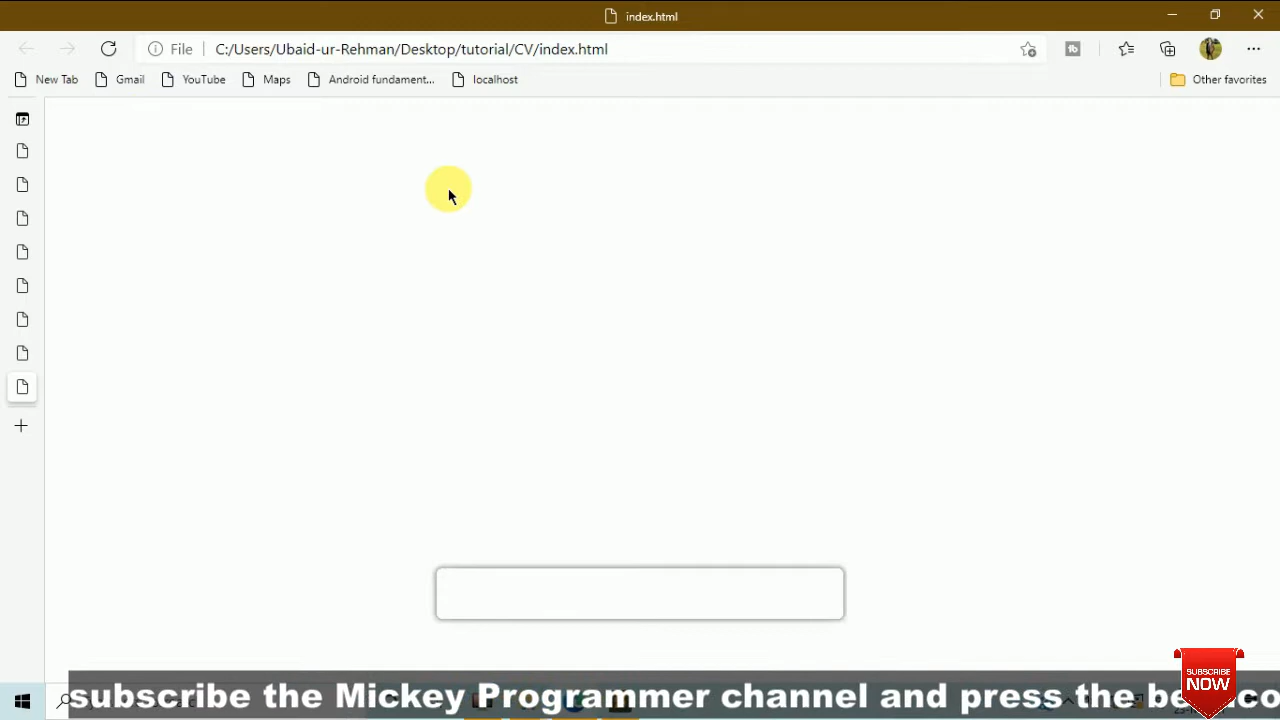 index.html
File C:/Users/Ubaid-ur-Rehman/Desktop/tutorial/CV/index.html
New Tab Gmail YouTube Maps Android fundament... localhost Other favorites
subscribe the Mickey Programmer channel and press the
SUBSCRIBE
NOW